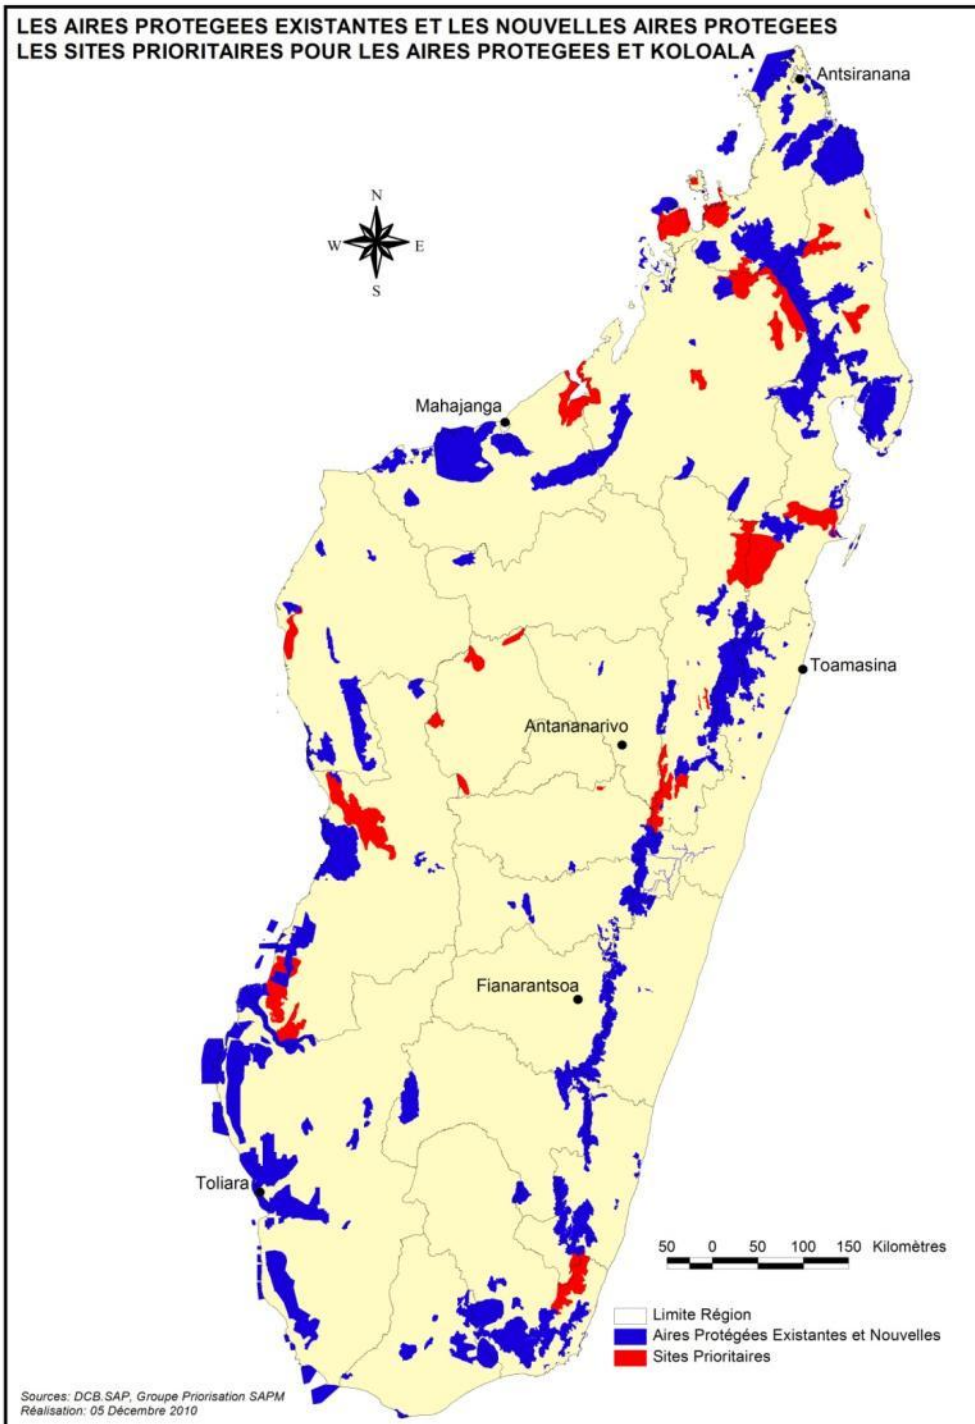 LES AIRES PROTEGEES EXISTANTES ET LES NOUVELLES AIRES PROTEGEES
LES SITES PRIORITAIRES POUR LES AIRES PROTEGEES ET KOLOALA
Antsiranana
N
W E
S
Mahajanga
Toamasina
Antananarivo
Fianarantsoa
Toliara
50 0 50 100 150 Kilomètres
Limite Région
Aires Protégées Existantes et Nouvelles
Sites Prioritaires
Sources: DCB.SAP, Groupe Priorisation SAPM
Réalisation: 05 Décembre 2010